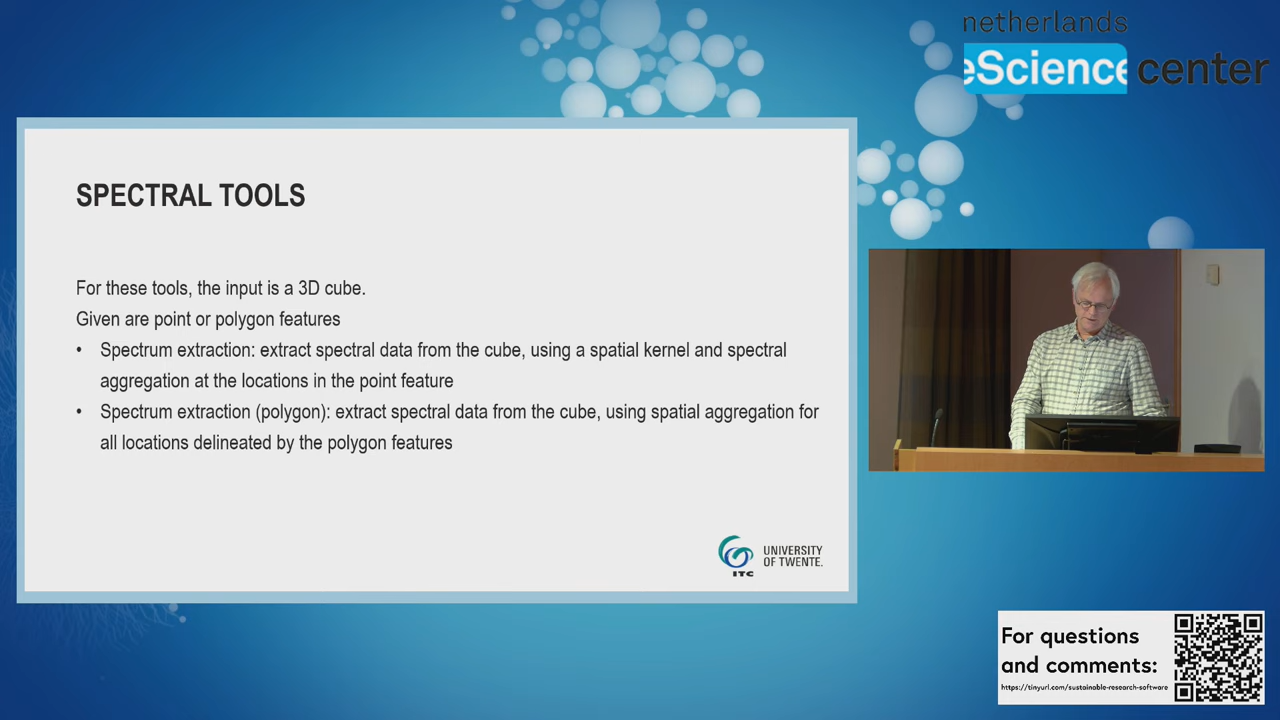 netherlands
eScience center
SPECTRAL TOOLS
For these tools, the input is a 3D cube.
Given are point or polygon features
• Spectrum extraction: extract spectral data from the cube, using a spatial kernel and spectral
aggregation at the locations in the point feature
• Spectrum extraction (polygon): extract spectral data from the cube, using spatial aggregation for
all locations delineated by the polygon features
UNIVERSITY
OF TWENTE.
ITC
For questions
and comments:
https://tinyurl.com/sustainable-research-software